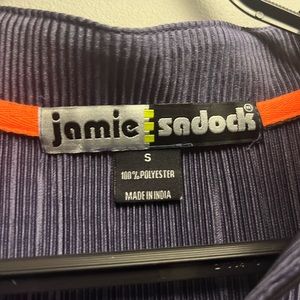 jamie sadock®
S
100% POLYESTER
MADE IN INDIA